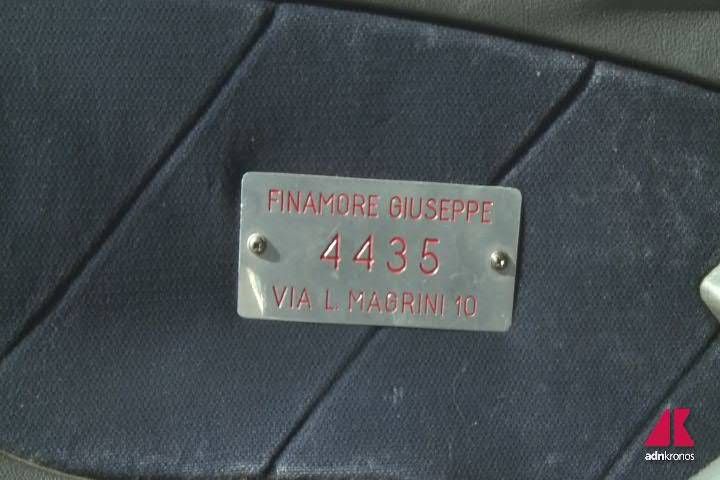 FINAMORE GIUSEPPE
4435
VIA L. MAGRINI 10
adnkronos